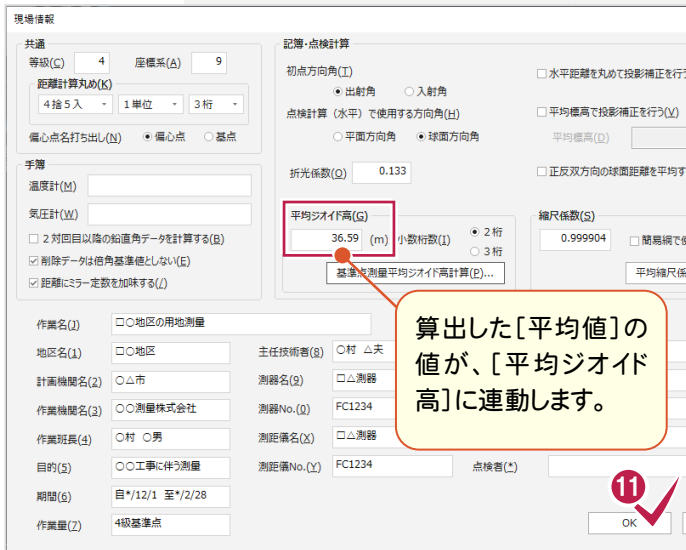 現場情報
共通
等級(C) 4 座標系(A) 9
距離計算丸め(K)
4捨5入 1単位 3桁
偏心点名打ち出し(N) 偏心点 基点
手簿
温度計(M)
気圧計(W)
2対回目以降の鉛直角データを計算する(B)
削除データは倍角基準値としない(E)
距離にミラー定数を加味する(/)
記簿・点検計算
初点方向角(T)
出射角 入射角
点検計算（水平）で使用する方向角(H)
平面方向角 球面方向角
折光係数(O) 0.133
水平距離を丸めて投影補正を行う
平均標高で投影補正を行う(V)
平均標高(D)
正反双方向の球面距離を平均す
平均ジオイド高(G)
36.59 (m) 小数桁数(I) 2桁
3桁
基準点測量平均ジオイド高計算(P)...
縮尺係数(S)
0.999904 簡易網で使
平均縮尺係
算出した[平均値]の
値が、[平均ジオイド
高]に連動します。
作業名(J) □○地区の用地測量
地区名(1) □○地区 主任技術者(8) ○村 △夫
計画機関名(2) ○△市 測器名(9) □△測器
作業機関名(3) ○○測量株式会社 測器No.(0) FC1234
作業班長(4) ○村 ○男 測距儀名(X) □△測器
目的(5) ○○工事に伴う測量 測距儀No.(Y) FC1234 点検者(*)
期間(6) 自*/12/1 至*/2/28
作業量(7) 4級基準点
11
OK